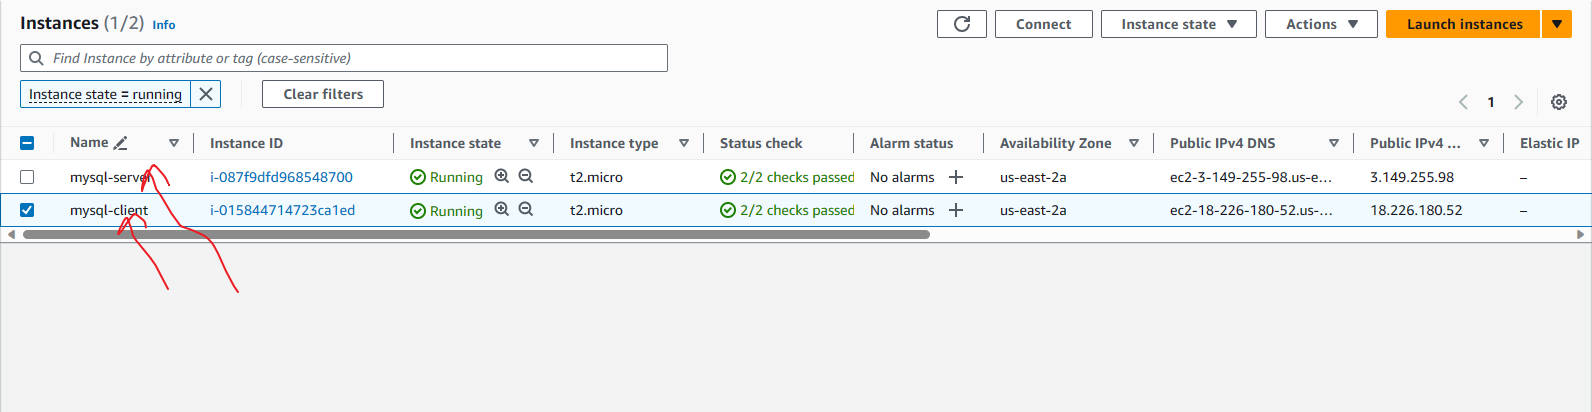 Instances (1/2) Info
Connect Instance state Actions Launch instances
Find Instance by attribute or tag (case-sensitive)
Instance state = running Clear filters
1
Name Instance ID Instance state Instance type Status check Alarm status Availability Zone Public IPv4 DNS Public IPv4 ... Elastic IP
mysql-server i-087f9dfd968548700 Running t2.micro 2/2 checks passed No alarms + us-east-2a ec2-3-149-255-98.us-e... 3.149.255.98 –
mysql-client i-015844714723ca1ed Running t2.micro 2/2 checks passed No alarms + us-east-2a ec2-18-226-180-52.us-... 18.226.180.52 –